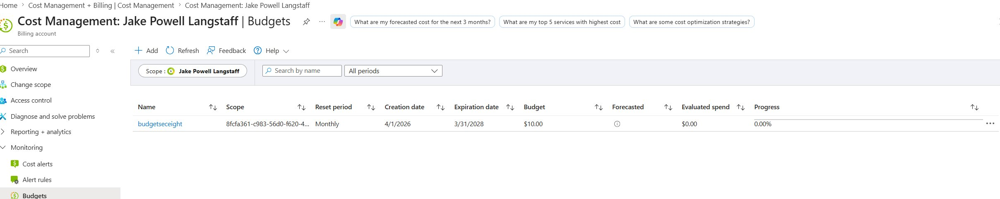 Home > Cost Management + Billing | Cost Management > Cost Management: Jake Powell Langstaff
Cost Management: Jake Powell Langstaff | Budgets
What are my forecasted cost for the next 3 months?
What are my top 5 services with highest cost
What are some cost optimization strategies?
Billing account
Search
Add Refresh Feedback Help
Overview
Change scope
Access control
Diagnose and solve problems
Reporting + analytics
Monitoring
Cost alerts
Alert rules
Budgets
Scope : Jake Powell Langstaff
Search by name
All periods
Name Scope Reset period Creation date Expiration date Budget Forecasted Evaluated spend Progress
budgetseceight 8fcfa361-c983-56d0-f620-4... Monthly 4/1/2026 3/31/2028 $10.00 $0.00 0.00%